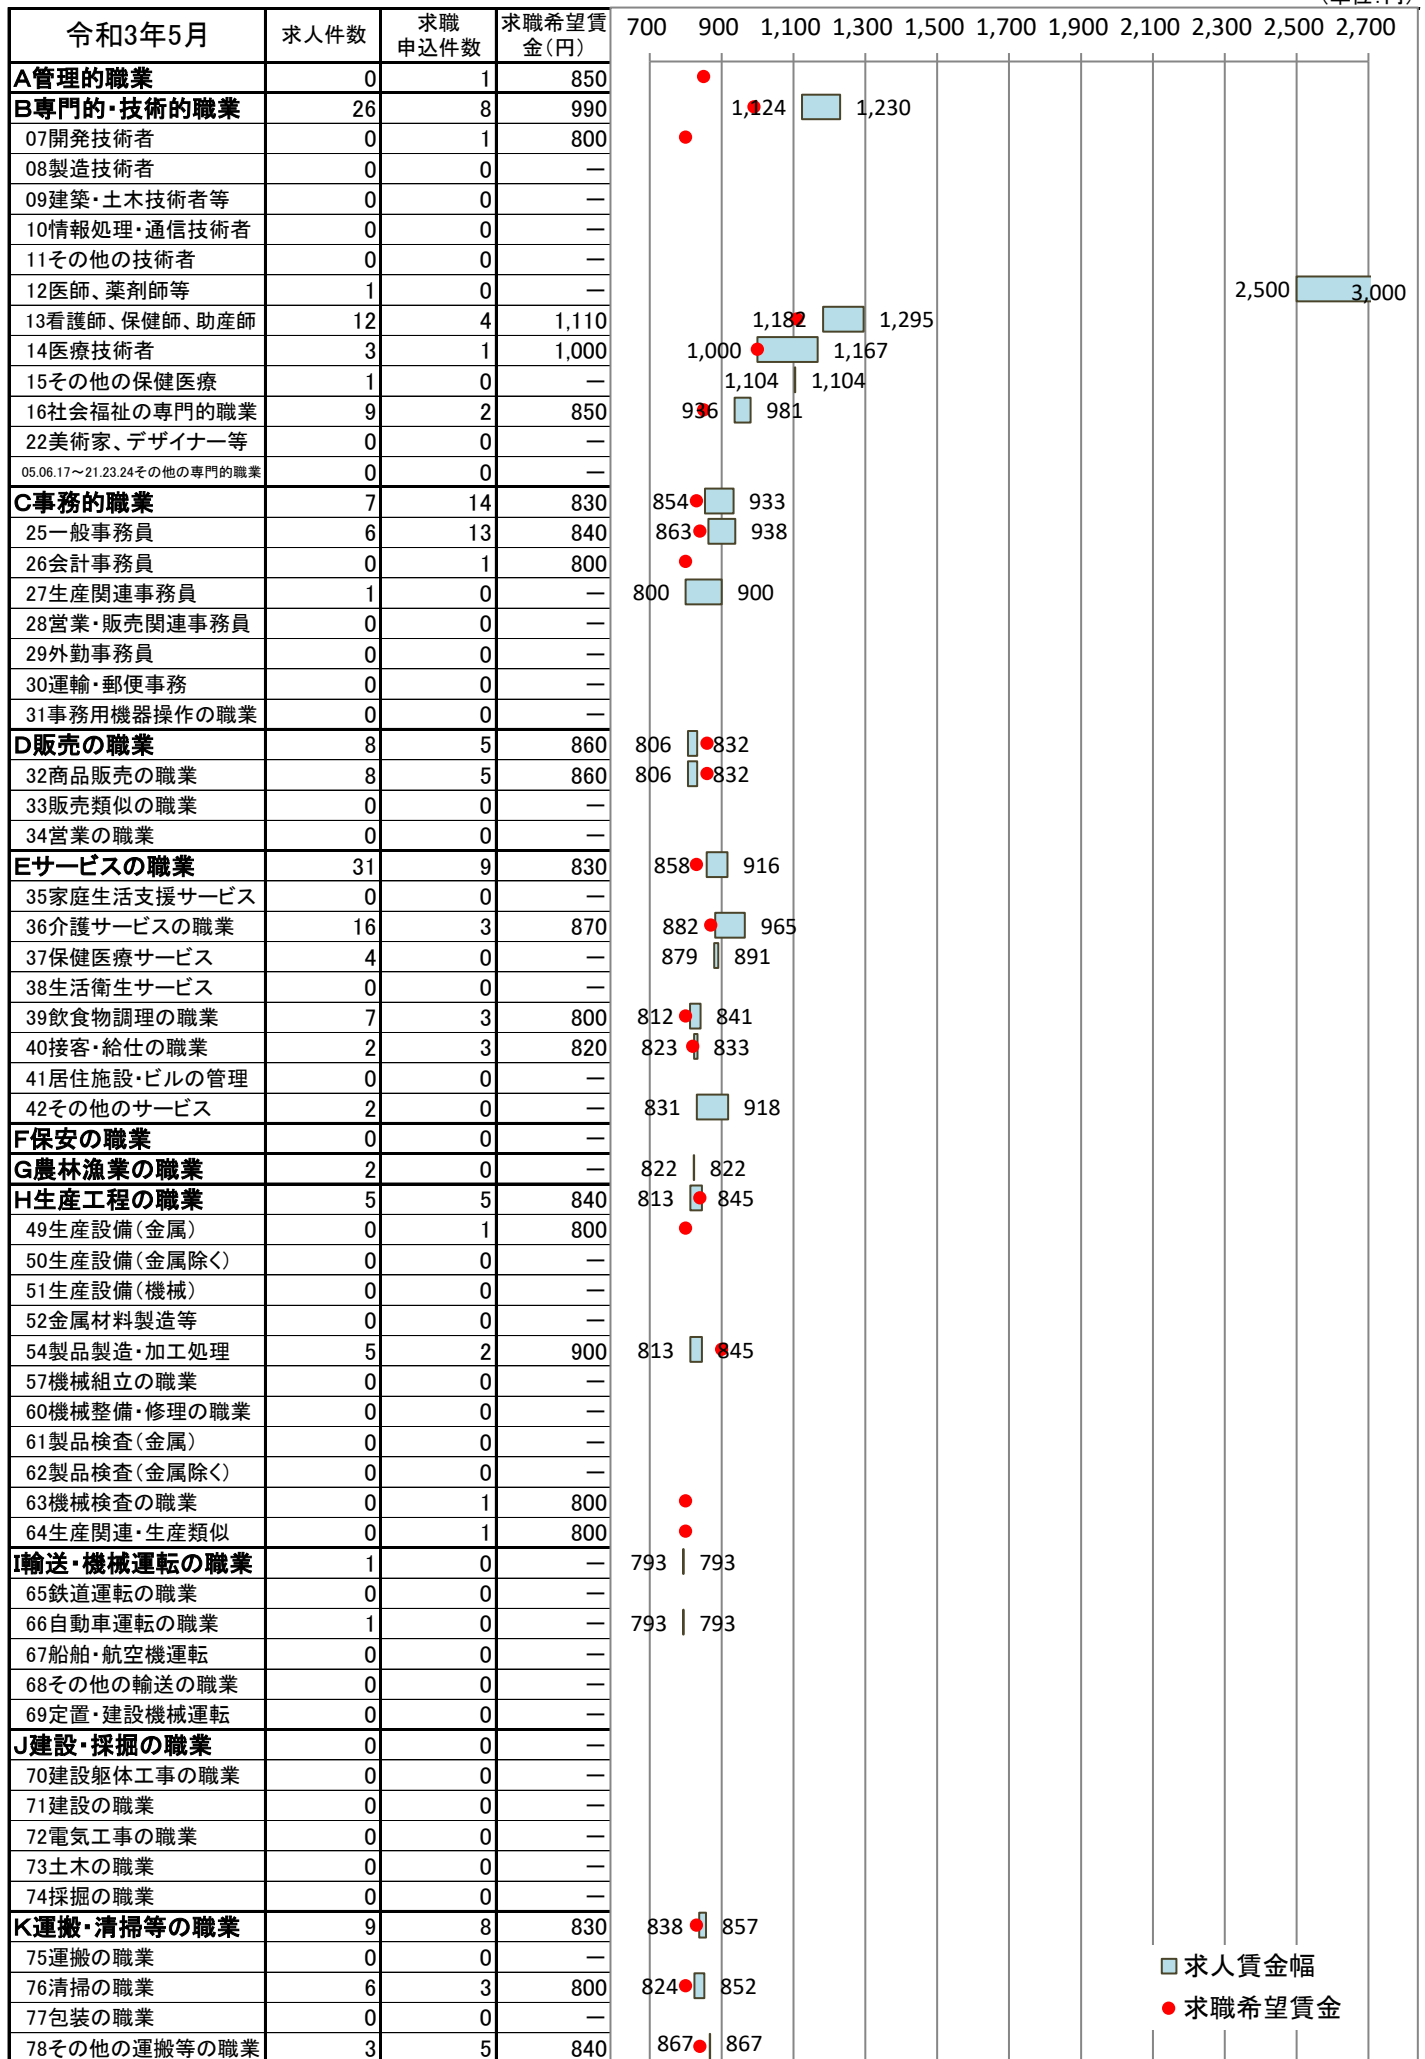 (単位:円)
令和3年5月 求人件数 求職申込件数 求職希望賃金(円) 700 900 1,100 1,300 1,500 1,700 1,900 2,100 2,300 2,500 2,700
A管理的職業 0 1 850
B専門的・技術的職業 26 8 990 1,124 1,230
07開発技術者 0 1 800
08製造技術者 0 0 ―
09建築・土木技術者等 0 0 ―
10情報処理・通信技術者 0 0 ―
11その他の技術者 0 0 ―
12医師、薬剤師等 1 0 ― 2,500 3,000
13看護師、保健師、助産師 12 4 1,110 1,182 1,295
14医療技術者 3 1 1,000 1,000 1,167
15その他の保健医療 1 0 ― 1,104 1,104
16社会福祉の専門的職業 9 2 850 936 981
22美術家、デザイナー等 0 0 ―
05.06.17～21.23.24その他の専門的職業 0 0 ―
C事務的職業 7 14 830 854 933
25一般事務員 6 13 840 863 938
26会計事務員 0 1 800
27生産関連事務員 1 0 ― 800 900
28営業・販売関連事務員 0 0 ―
29外勤事務員 0 0 ―
30運輸・郵便事務 0 0 ―
31事務用機器操作の職業 0 0 ―
D販売の職業 8 5 860 806 832
32商品販売の職業 8 5 860 806 832
33販売類似の職業 0 0 ―
34営業の職業 0 0 ―
Eサービスの職業 31 9 830 858 916
35家庭生活支援サービス 0 0 ―
36介護サービスの職業 16 3 870 882 965
37保健医療サービス 4 0 ― 879 891
38生活衛生サービス 0 0 ―
39飲食物調理の職業 7 3 800 812 841
40接客・給仕の職業 2 3 820 823 833
41居住施設・ビルの管理 0 0 ―
42その他のサービス 2 0 ― 831 918
F保安の職業 0 0 ―
G農林漁業の職業 2 0 ― 822 822
H生産工程の職業 5 5 840 813 845
49生産設備(金属) 0 1 800
50生産設備(金属除く) 0 0 ―
51生産設備(機械) 0 0 ―
52金属材料製造等 0 0 ―
54製品製造・加工処理 5 2 900 813 845
57機械組立の職業 0 0 ―
60機械整備・修理の職業 0 0 ―
61製品検査(金属) 0 0 ―
62製品検査(金属除く) 0 0 ―
63機械検査の職業 0 1 800
64生産関連・生産類似 0 1 800
I輸送・機械運転の職業 1 0 ― 793 793
65鉄道運転の職業 0 0 ―
66自動車運転の職業 1 0 ― 793 793
67船舶・航空機運転 0 0 ―
68その他の輸送の職業 0 0 ―
69定置・建設機械運転 0 0 ―
J建設・採掘の職業 0 0 ―
70建設躯体工事の職業 0 0 ―
71建設の職業 0 0 ―
72電気工事の職業 0 0 ―
73土木の職業 0 0 ―
74採掘の職業 0 0 ―
K運搬・清掃等の職業 9 8 830 838 857
75運搬の職業 0 0 ―
76清掃の職業 6 3 800 824 852
77包装の職業 0 0 ―
78その他の運搬等の職業 3 5 840 867 867
求人賃金幅
求職希望賃金